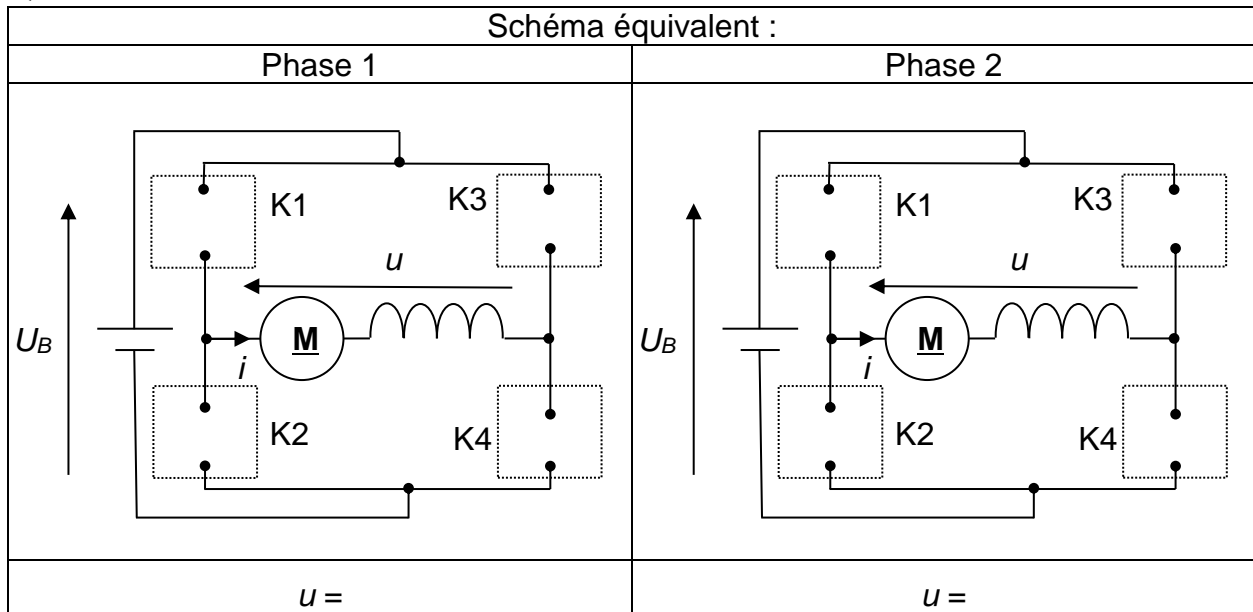 Schéma équivalent :
Phase 1
Phase 2
K1
K3
u
U_B
M
i
K2
K4
K1
K3
u
U_B
M
i
K2
K4
u =
u =